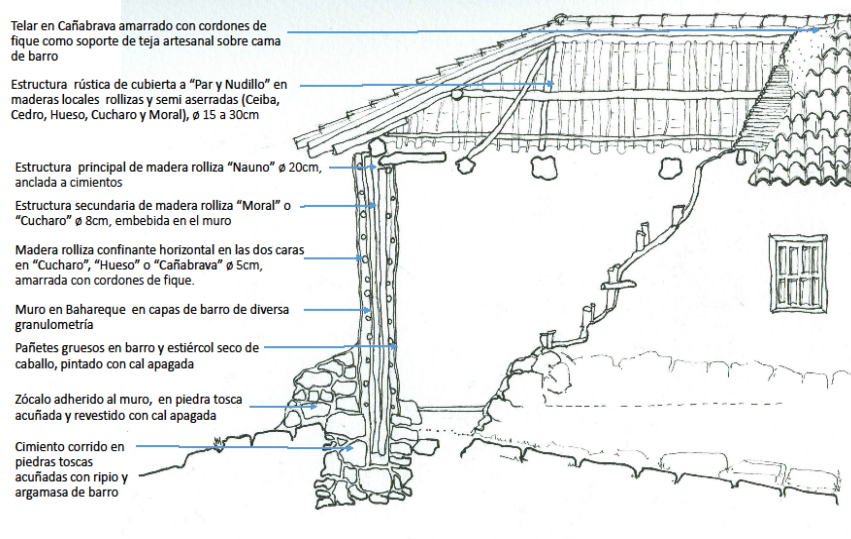 Telar en Cañabrava amarrado con cordones de
fique como soporte de teja artesanal sobre cama
de barro
Estructura rústica de cubierta a “Par y Nudillo” en
maderas locales rollizas y semi aserradas (Ceiba,
Cedro, Hueso, Cucharo y Moral), ø 15 a 30cm
Estructura principal de madera rolliza “Nauno” ø 20cm,
anclada a cimientos
Estructura secundaria de madera rolliza “Moral” o
“Cucharo” ø 8cm, embebida en el muro
Madera rolliza confinante horizontal en las dos caras
en “Cucharo”, “Hueso” o “Cañabrava” ø 5cm,
amarrada con cordones de fique.
Muro en Bahareque en capas de barro de diversa
granulometría
Pañetes gruesos en barro y estiércol seco de
caballo, pintado con cal apagada
Zócalo adherido al muro, en piedra tosca
acuñada y revestido con cal apagada
Cimiento corrido en
piedras toscas
acuñadas con ripio y
argamasa de barro